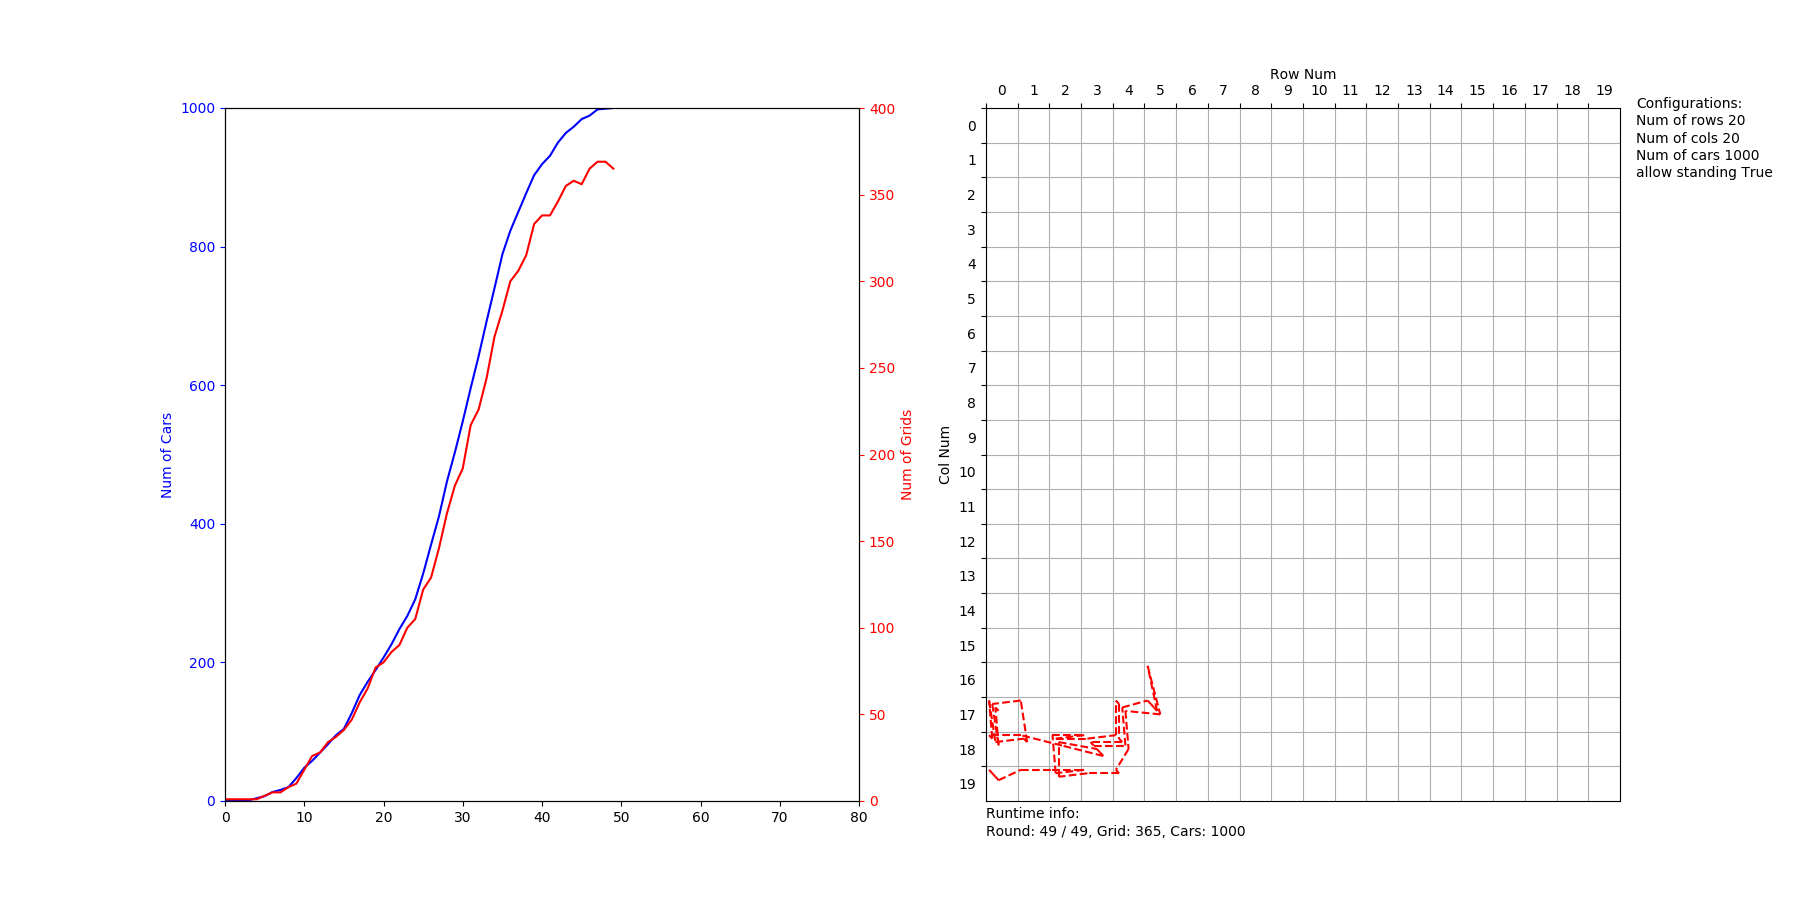 1000
800
600
400
200
0
Num of Cars
0 10 20 30 40 50 60 70 80
400
350
300
250
200
150
100
50
0
Num of Grids
Row Num
0 1 2 3 4 5 6 7 8 9 10 11 12 13 14 15 16 17 18 19
Col Num
0
1
2
3
4
5
6
7
8
9
10
11
12
13
14
15
16
17
18
19
Configurations:
Num of rows 20
Num of cols 20
Num of cars 1000
allow standing True
Runtime info:
Round: 49 / 49, Grid: 365, Cars: 1000